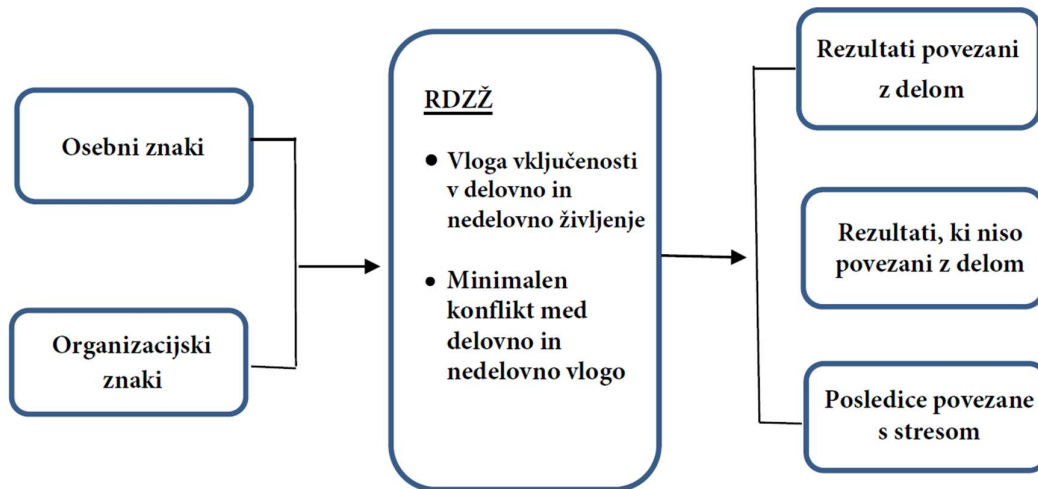 Osebni znaki
Organizacijski
znaki
RDZŽ
• Vloga vključenosti
v delovno in
nedelovno življenje
• Minimalen
konflikt med
delovno in
nedelovno vlogo
Rezultati povezani
z delom
Rezultati, ki niso
povezani z delom
Posledice povezane
s stresom